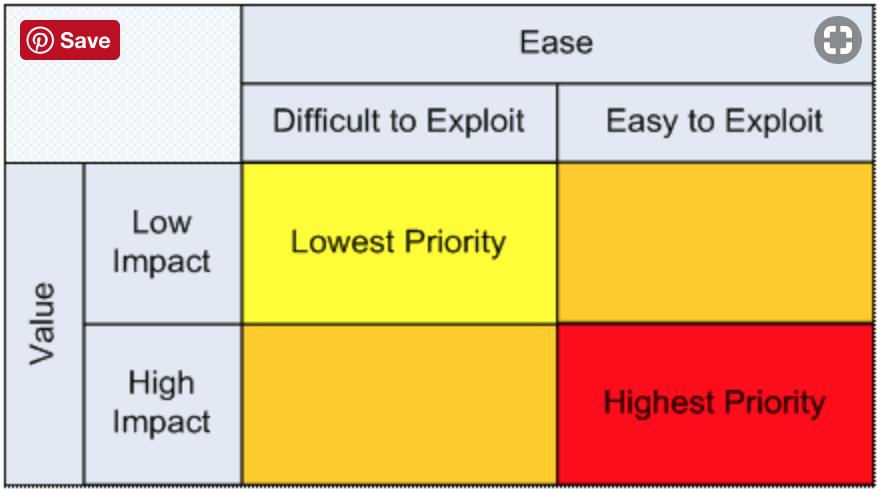 Save
Ease
Difficult to Exploit
Easy to Exploit
Value
Low
Impact
Lowest Priority
High
Impact
Highest Priority